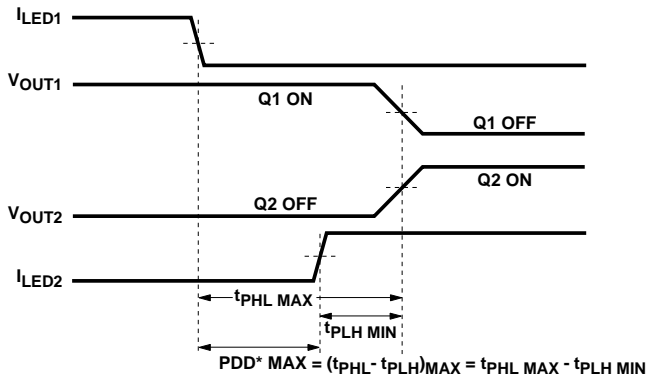 ILED1
VOUT1
Q1 ON
Q1 OFF
Q2 OFF
Q2 ON
VOUT2
ILED2
tPHL MAX
tPLH MIN
PDD* MAX = (tPHL- tPLH)MAX = tPHL MAX - tPLH MIN